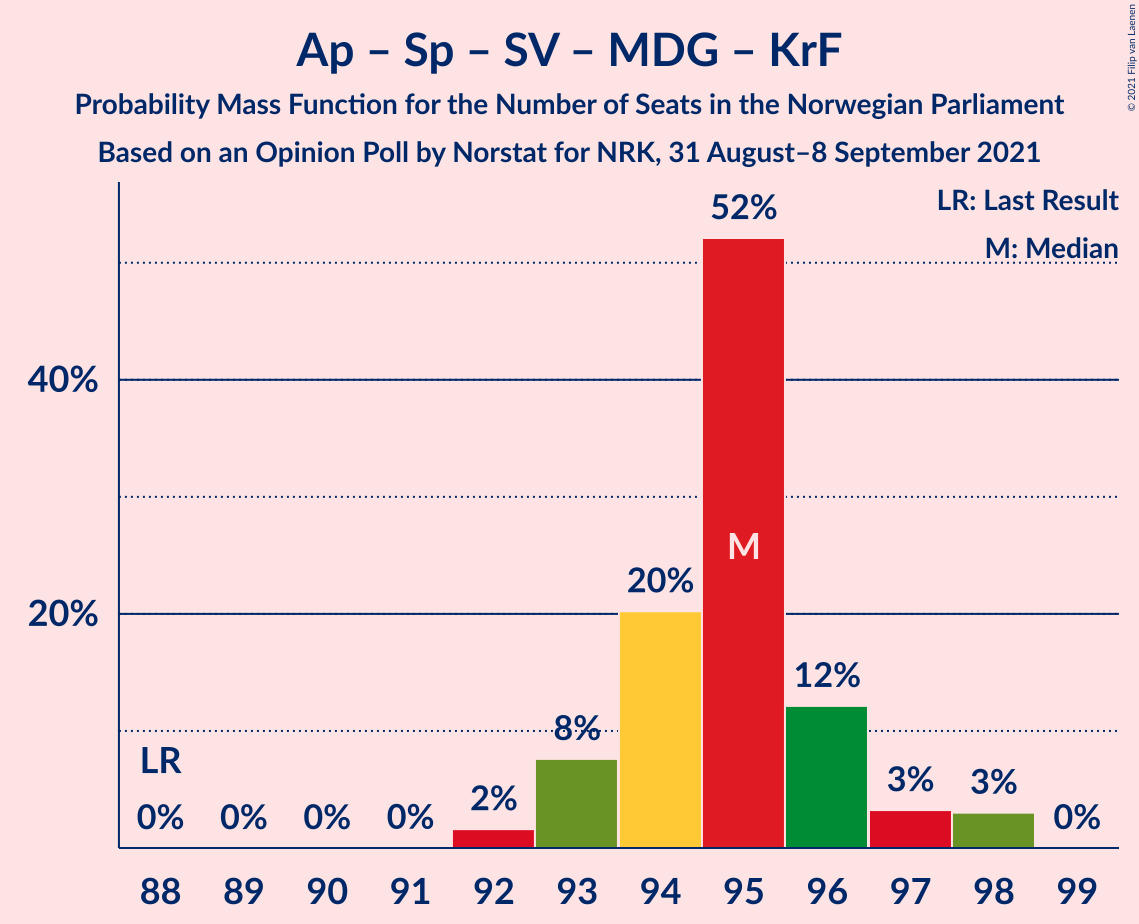 Ap – Sp – SV – MDG – KrF
Probability Mass Function for the Number of Seats in the Norwegian Parliament
Based on an Opinion Poll by Norstat for NRK, 31 August–8 September 2021
© 2021 Filip van Laenen
LR: Last Result
M: Median
52%
40%
M
20%
20%
12%
8%
LR
3%
3%
2%
0%
0%
0%
0%
0%
88 89 90 91 92 93 94 95 96 97 98 99